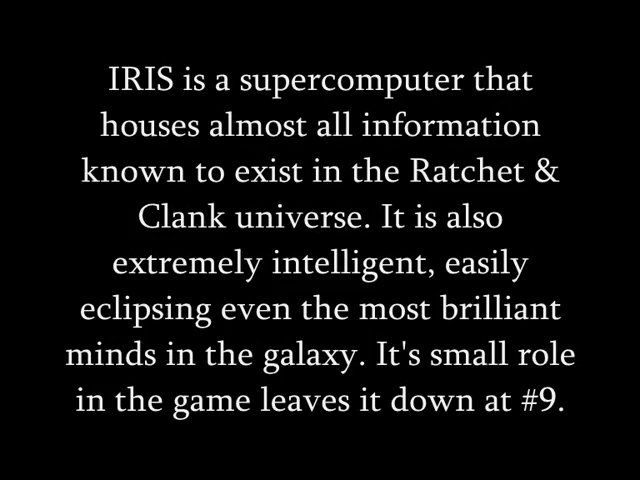 IRIS is a supercomputer that
houses almost all information
known to exist in the Ratchet &
Clank universe. It is also
extremely intelligent, easily
eclipsing even the most brilliant
minds in the galaxy. It's small role
in the game leaves it down at #9.